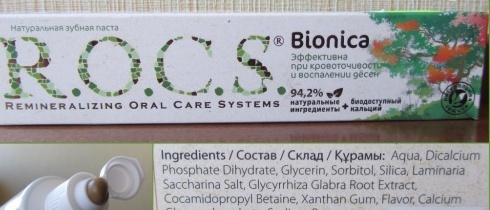 Натуральная зубная паста
R.O.C.S.®
Bionica
Эффективна
при кровоточивости
и воспалении дёсен
94,2%
натуральные
ингредиенты
+
биодоступный
кальций
REMINERALIZING ORAL CARE SYSTEMS
Ingredients / Состав / Склад / Құрамы: Aqua, Dicalcium
Phosphate Dihydrate, Glycerin, Sorbitol, Silica, Laminaria
Saccharina Salt, Glycyrrhiza Glabra Root Extract,
Cocamidopropyl Betaine, Xanthan Gum, Flavor, Calcium